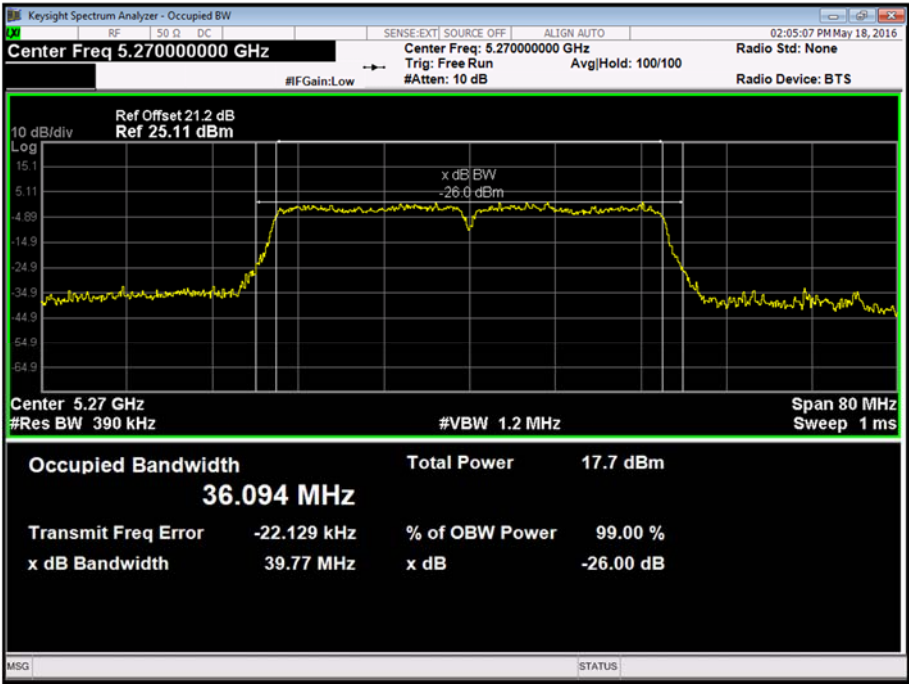 Keysight Spectrum Analyzer - Occupied BW
LXI RF 50 Ω DC SENSE:EXT SOURCE OFF ALIGN AUTO 02:05:07 PM May 18, 2016
Center Freq 5.270000000 GHz Center Freq: 5.270000000 GHz Radio Std: None
Trig: Free Run Avg|Hold: 100/100
#IFGain:Low #Atten: 10 dB Radio Device: BTS
Ref Offset 21.2 dB
10 dB/div Ref 25.11 dBm
Log
15.1
x dB BW
5.11
-26.0 dBm
-4.89
-14.9
-24.9
-34.9
-44.9
-54.9
-64.9
Center 5.27 GHz Span 80 MHz
#Res BW 390 kHz #VBW 1.2 MHz Sweep 1 ms
Occupied Bandwidth Total Power 17.7 dBm
36.094 MHz
Transmit Freq Error -22.129 kHz % of OBW Power 99.00 %
x dB Bandwidth 39.77 MHz x dB -26.00 dB
MSG STATUS